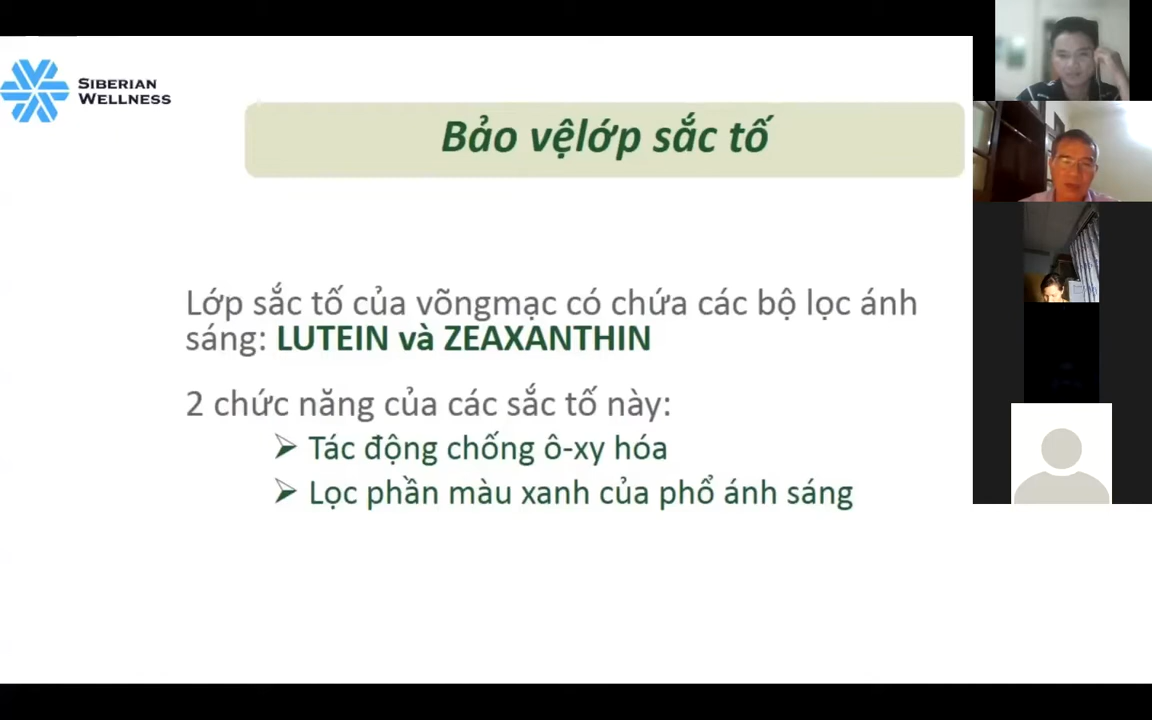 SIBERIAN
WELLNESS
Bảo vệlớp sắc tố
Lớp sắc tố của võngmạc có chứa các bộ lọc ánh
sáng: LUTEIN và ZEAXANTHIN
2 chức năng của các sắc tố này:
➢ Tác động chống ô-xy hóa
➢ Lọc phần màu xanh của phổ ánh sáng